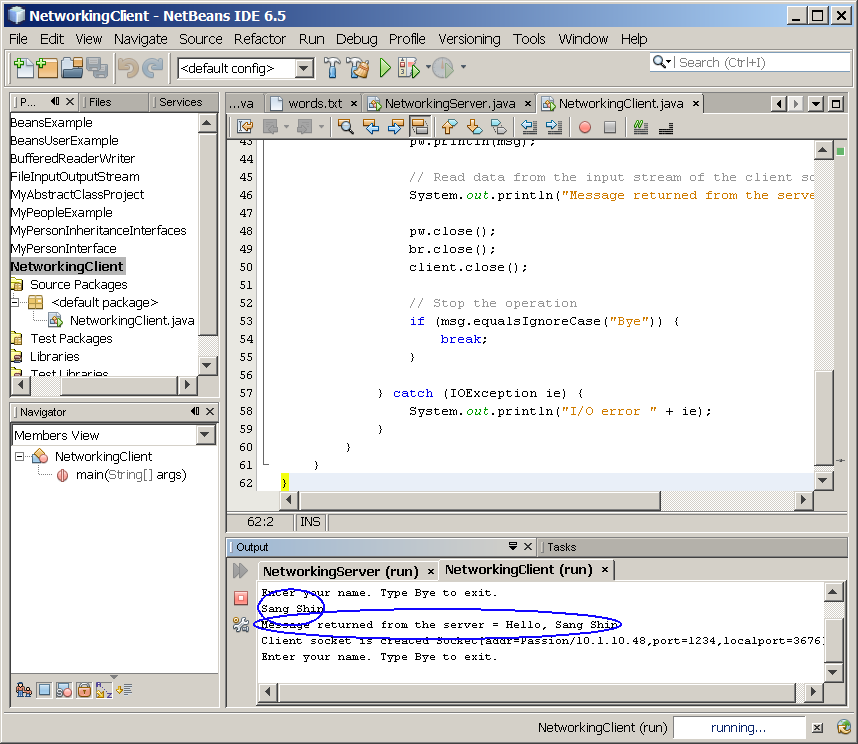 NetworkingClient - NetBeans IDE 6.5
File Edit View Navigate Source Refactor Run Debug Profile Versioning Tools Window Help
<default config>
Search (Ctrl+I)
P... Files Services
...va words.txt NetworkingServer.java NetworkingClient.java
BeansExample
BeansUserExample
BufferedReaderWriter
FileInputOutputStream
MyAbstractClassProject
MyPeopleExample
MyPersonInheritanceInterfaces
MyPersonInterface
NetworkingClient
Source Packages
<default package>
NetworkingClient.java
Test Packages
Libraries
Test Libraries
43 pw.println(msg);
44
45 // Read data from the input stream of the client so
46 System.out.println("Message returned from the serve
47
48 pw.close();
49 br.close();
50 client.close();
51
52 // Stop the operation
53 if (msg.equalsIgnoreCase("Bye")) {
54 break;
55 }
56
57 } catch (IOException ie) {
58 System.out.println("I/O error " + ie);
59 }
60 }
61 }
62 }
62:2 INS
Navigator
Members View
NetworkingClient
main(String[] args)
Output Tasks
NetworkingServer (run) NetworkingClient (run)
Enter your name. Type Bye to exit.
Sang Shin
Message returned from the server = Hello, Sang Shin
Client socket is created Socket[addr=Passion/10.1.10.48,port=1234,localport=3676]
Enter your name. Type Bye to exit.
NetworkingClient (run) running...